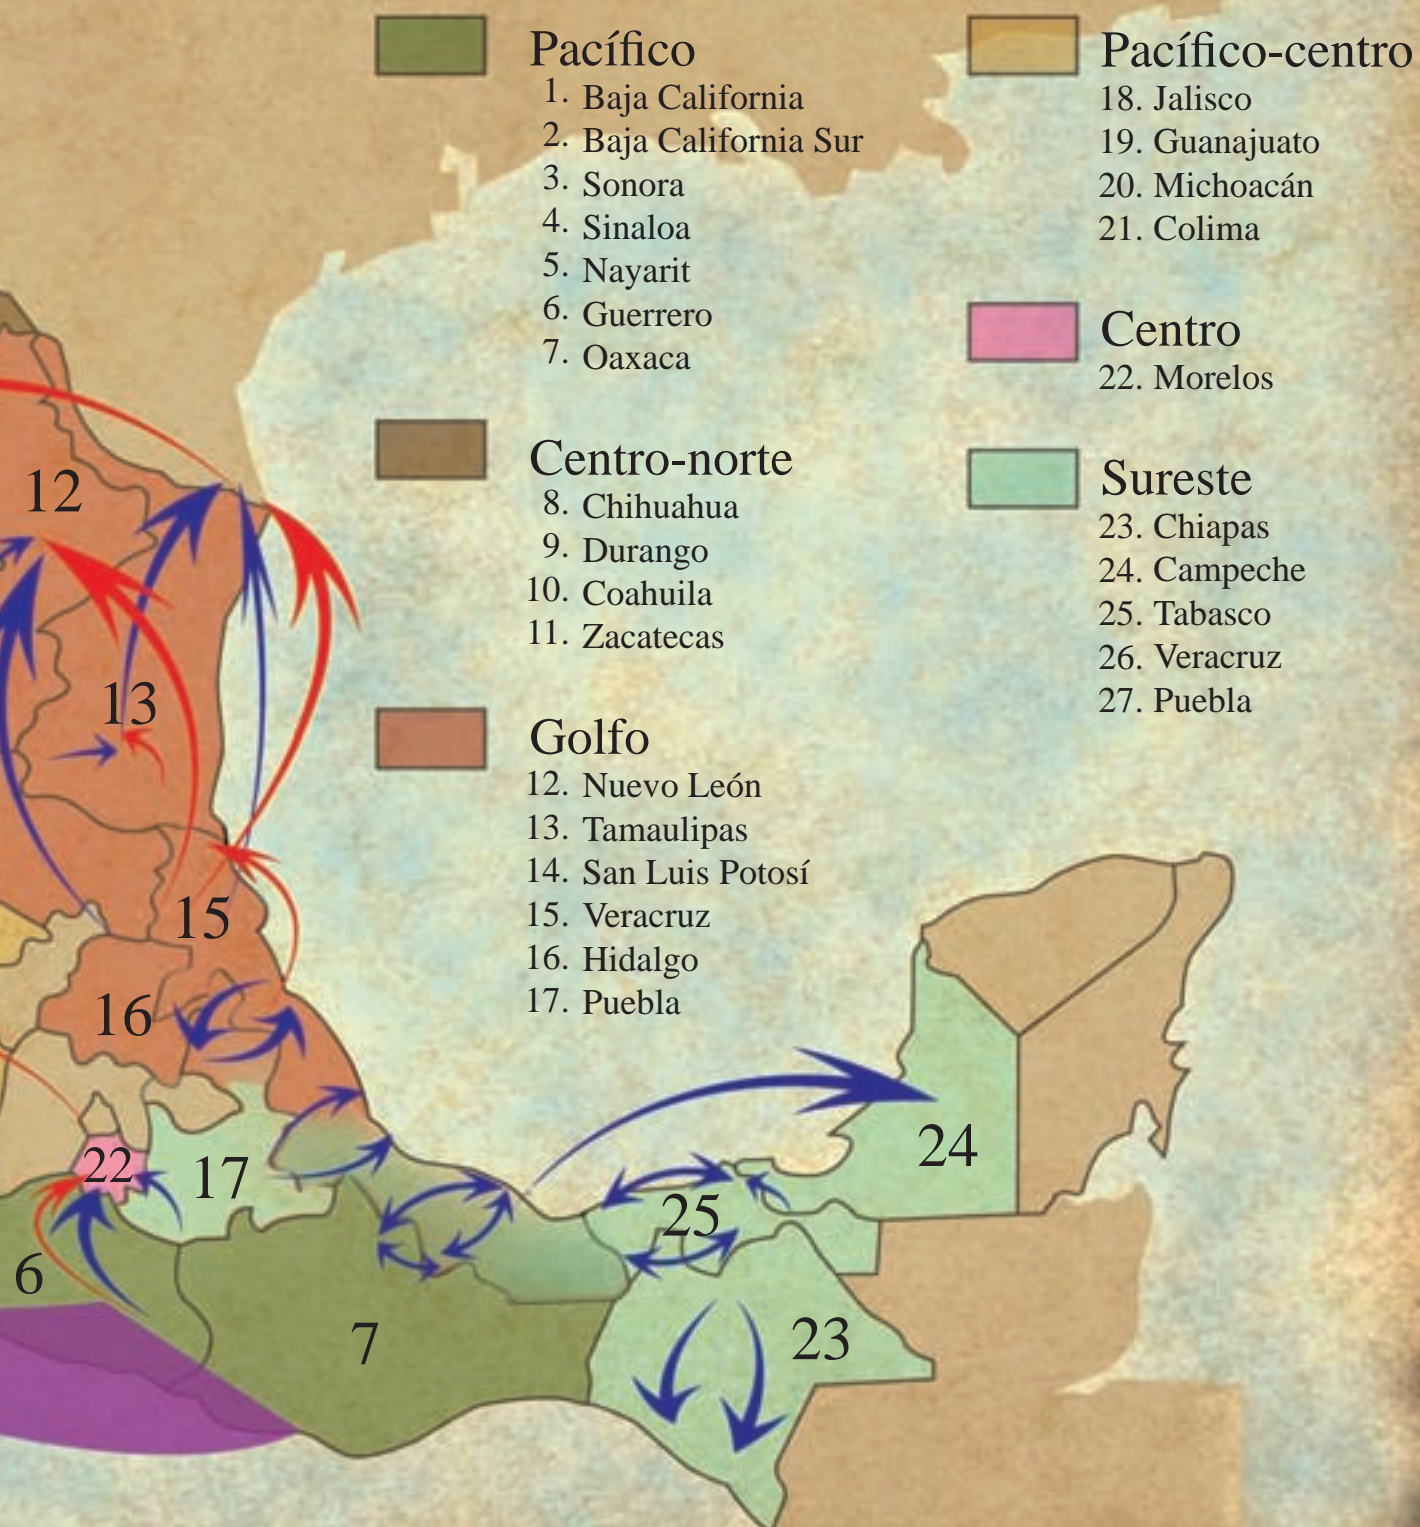 Pacífico
1. Baja California
2. Baja California Sur
3. Sonora
4. Sinaloa
5. Nayarit
6. Guerrero
7. Oaxaca
Centro-norte
8. Chihuahua
9. Durango
10. Coahuila
11. Zacatecas
Golfo
12. Nuevo León
13. Tamaulipas
14. San Luis Potosí
15. Veracruz
16. Hidalgo
17. Puebla
Pacífico-centro
18. Jalisco
19. Guanajuato
20. Michoacán
21. Colima
Centro
22. Morelos
Sureste
23. Chiapas
24. Campeche
25. Tabasco
26. Veracruz
27. Puebla
12
13
15
16
22
17
24
25
6
7
23